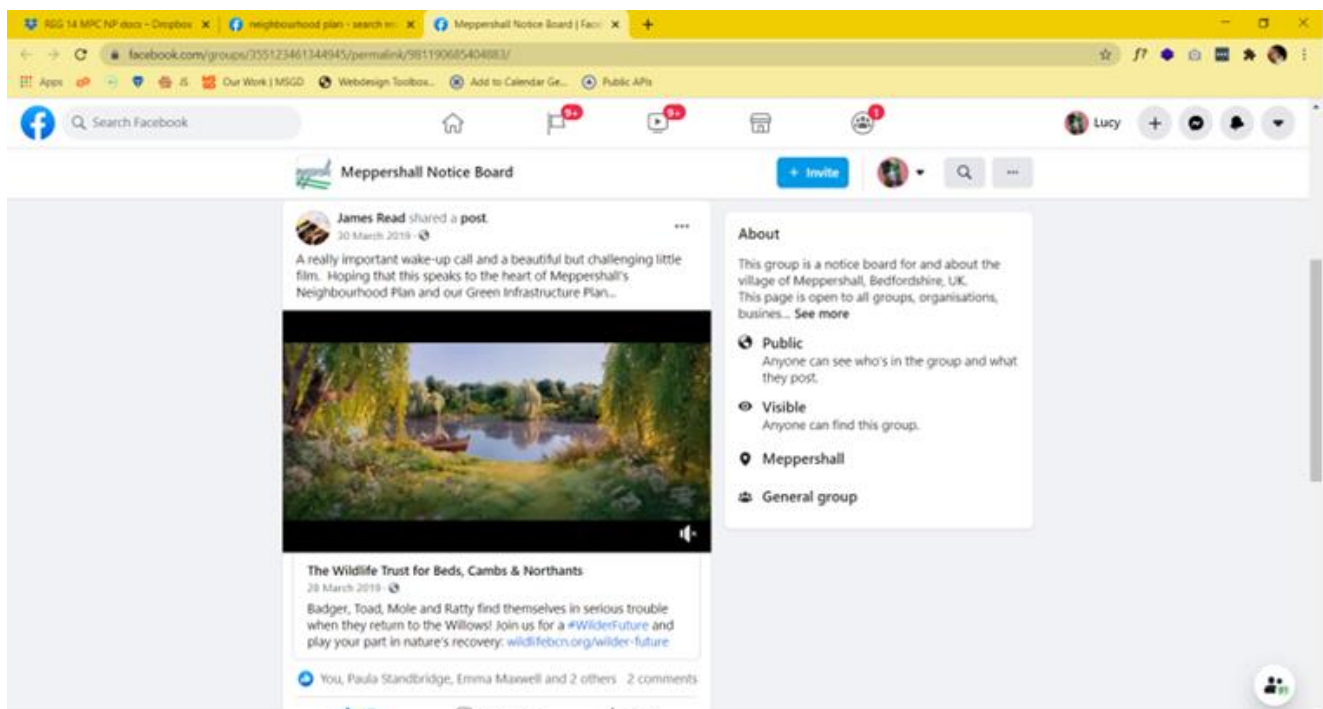 RSG 14 MPC NP docs – Dropbox
neighbourhood plan - search
Meppershall Notice Board | Face
facebook.com/groups/355123461344945/permalink/981190685404883/
f?
Apps
JS
Our Work | MSGD
Webdesign Toolbox...
Add to Calendar Ge...
Public APIs
Search Facebook
9+
9+
1
Lucy
Meppershall Notice Board
+ Invite
James Read shared a post.
30 March 2019 ·
A really important wake-up call and a beautiful but challenging little
film. Hoping that this speaks to the heart of Meppershall's
Neighbourhood Plan and our Green Infrastructure Plan...
The Wildlife Trust for Beds, Cambs & Northants
28 March 2019 ·
Badger, Toad, Mole and Ratty find themselves in serious trouble
when they return to the Willows! Join us for a #WilderFuture and
play your part in nature's recovery: wildlifebcn.org/wilder-future
You, Paula Standbridge, Emma Maxwell and 2 others 2 comments
About
This group is a notice board for and about the
village of Meppershall, Bedfordshire, UK.
This page is open to all groups, organisations,
busines... See more
Public
Anyone can see who's in the group and what
they post.
Visible
Anyone can find this group.
Meppershall
General group